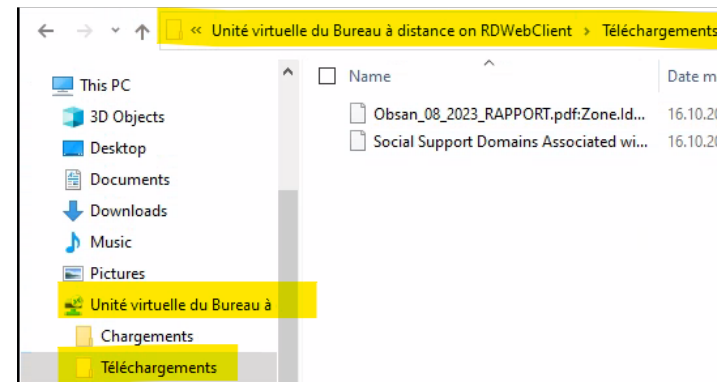 « Unité virtuelle du Bureau à distance on RDWebClient > Téléchargements
This PC
3D Objects
Desktop
Documents
Downloads
Music
Pictures
Unité virtuelle du Bureau à
Chargements
Téléchargements
Name Date m
Obsan_08_2023_RAPPORT.pdf:Zone.Id... 16.10.20
Social Support Domains Associated wi... 16.10.20